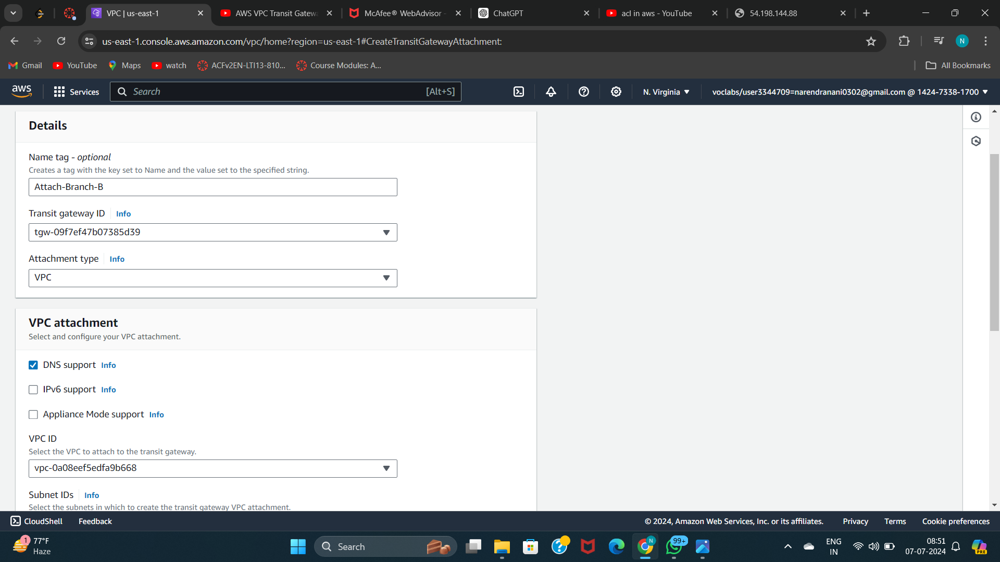 VPC | us-east-1
AWS VPC Transit Gatew
McAfee® WebAdvisor -
ChatGPT
acl in aws - YouTube
54.198.144.88
us-east-1.console.aws.amazon.com/vpc/home?region=us-east-1#CreateTransitGatewayAttachment:
N
Gmail
YouTube
Maps
watch
ACFv2EN-LTI13-810...
Course Modules: A...
All Bookmarks
aws
Services
Search
[Alt+S]
N. Virginia
voclabs/user3344709=narendranani0302@gmail.com @ 1424-7338-1700
Details
Name tag - optional
Creates a tag with the key set to Name and the value set to the specified string.
Attach-Branch-B
Transit gateway ID
Info
tgw-09f7ef47b07385d39
Attachment type
Info
VPC
VPC attachment
Select and configure your VPC attachment.
DNS support Info
IPv6 support Info
Appliance Mode support Info
VPC ID
Select the VPC to attach to the transit gateway.
vpc-0a08eef5edfa9b668
Subnet IDs
Info
Select the subnets in which to create the transit gateway VPC attachment.
CloudShell
Feedback
© 2024, Amazon Web Services, Inc. or its affiliates.
Privacy
Terms
Cookie preferences
1
77°F
Haze
Search
N
99+
ENG
IN
08:51
07-07-2024
PRE